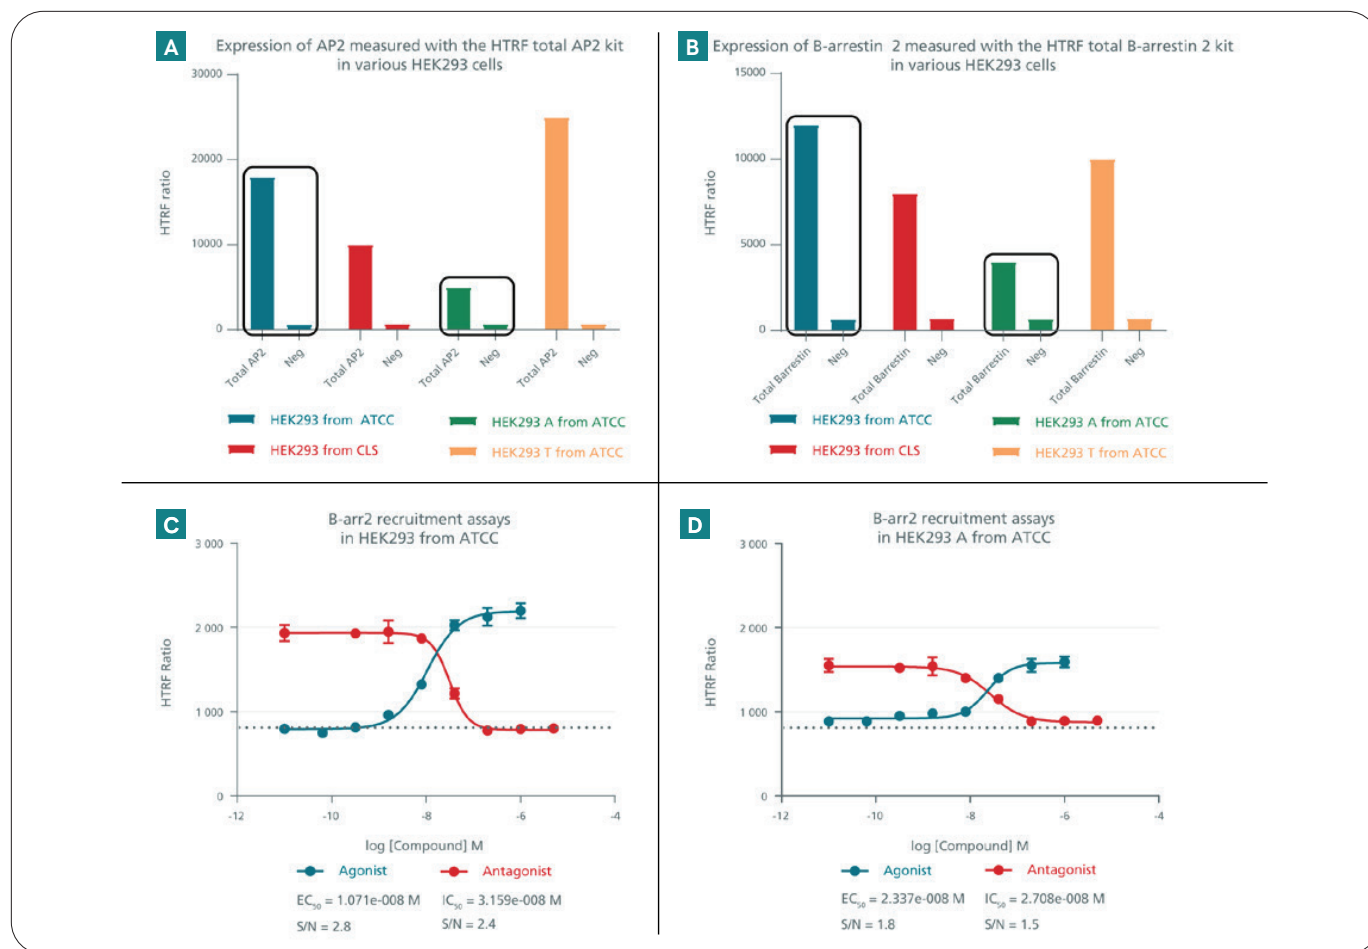 A
Expression of AP2 measured with the HTRF total AP2 kit
in various HEK293 cells
30000
20000
10000
0
HTRF ratio
Total AP2
Neg
Total AP2
Neg
Total AP2
Neg
Total AP2
Neg
HEK293 from ATCC
HEK293 A from ATCC
HEK293 from CLS
HEK293 T from ATCC
B
Expression of B-arrestin 2 measured with the HTRF total B-arrestin 2 kit
in various HEK293 cells
15000
10000
5000
0
HTRF ratio
Total Barrestin
Neg
Total Barrestin
Neg
Total Barrestin
Neg
Total Barrestin
Neg
HEK293 from ATCC
HEK293 A from ATCC
HEK293 from CLS
HEK293 T from ATCC
C
B-arr2 recruitment assays
in HEK293 from ATCC
3 000
2 000
1 000
0
HTRF Ratio
-12
-10
-8
-6
-4
log [Compound] M
Agonist
Antagonist
EC₅₀ = 1.071e-008 M
IC₅₀ = 3.159e-008 M
S/N = 2.8
S/N = 2.4
D
B-arr2 recruitment assays
in HEK293 A from ATCC
3 000
2 000
1 000
0
HTRF Ratio
-12
-10
-8
-6
-4
log [Compound] M
Agonist
Antagonist
EC₅₀ = 2.337e-008 M
IC₅₀ = 2.708e-008 M
S/N = 1.8
S/N = 1.5